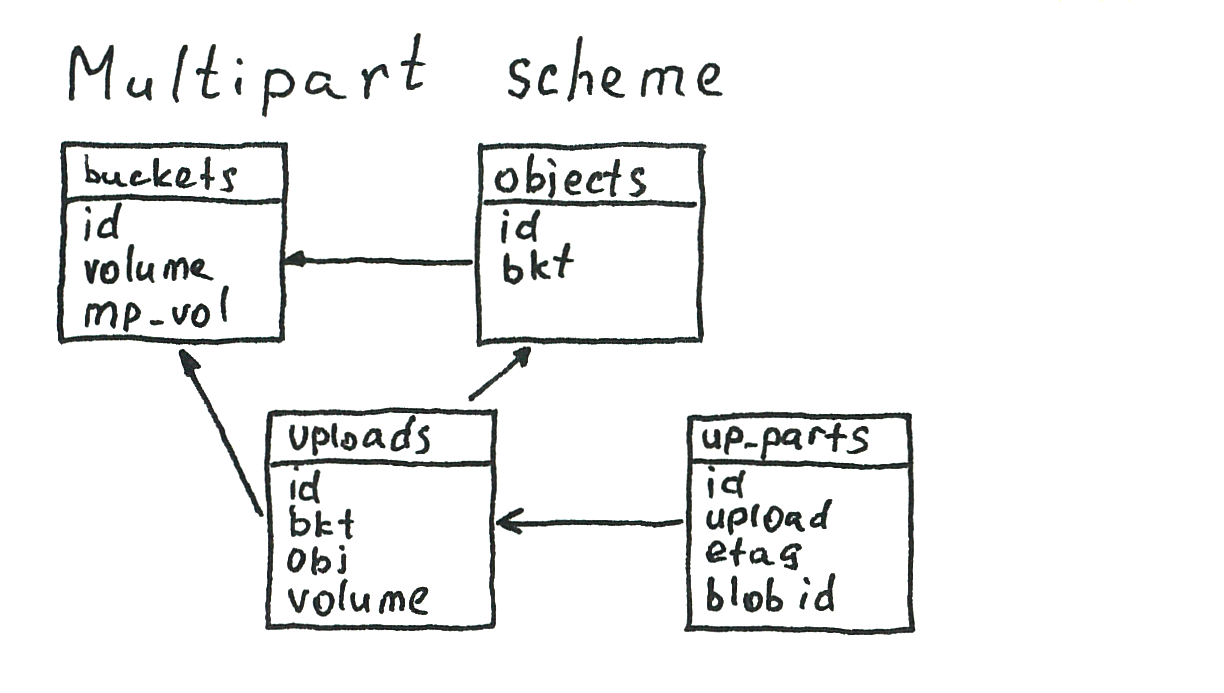 Multipart scheme
buckets
id
volume
mp_vol
objects
id
bkt
uploads
id
bkt
obj
volume
up_parts
id
upload
etag
blob id